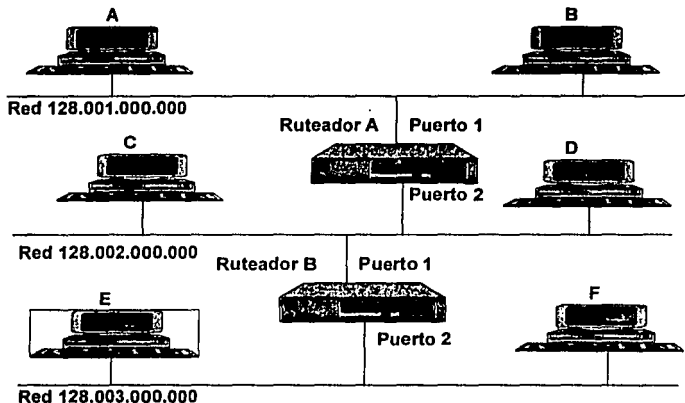 A
B
Red 128.001.000.000
Ruteador A
Puerto 1
C
D
Puerto 2
Red 128.002.000.000
Ruteador B
Puerto 1
E
F
Puerto 2
Red 128.003.000.000